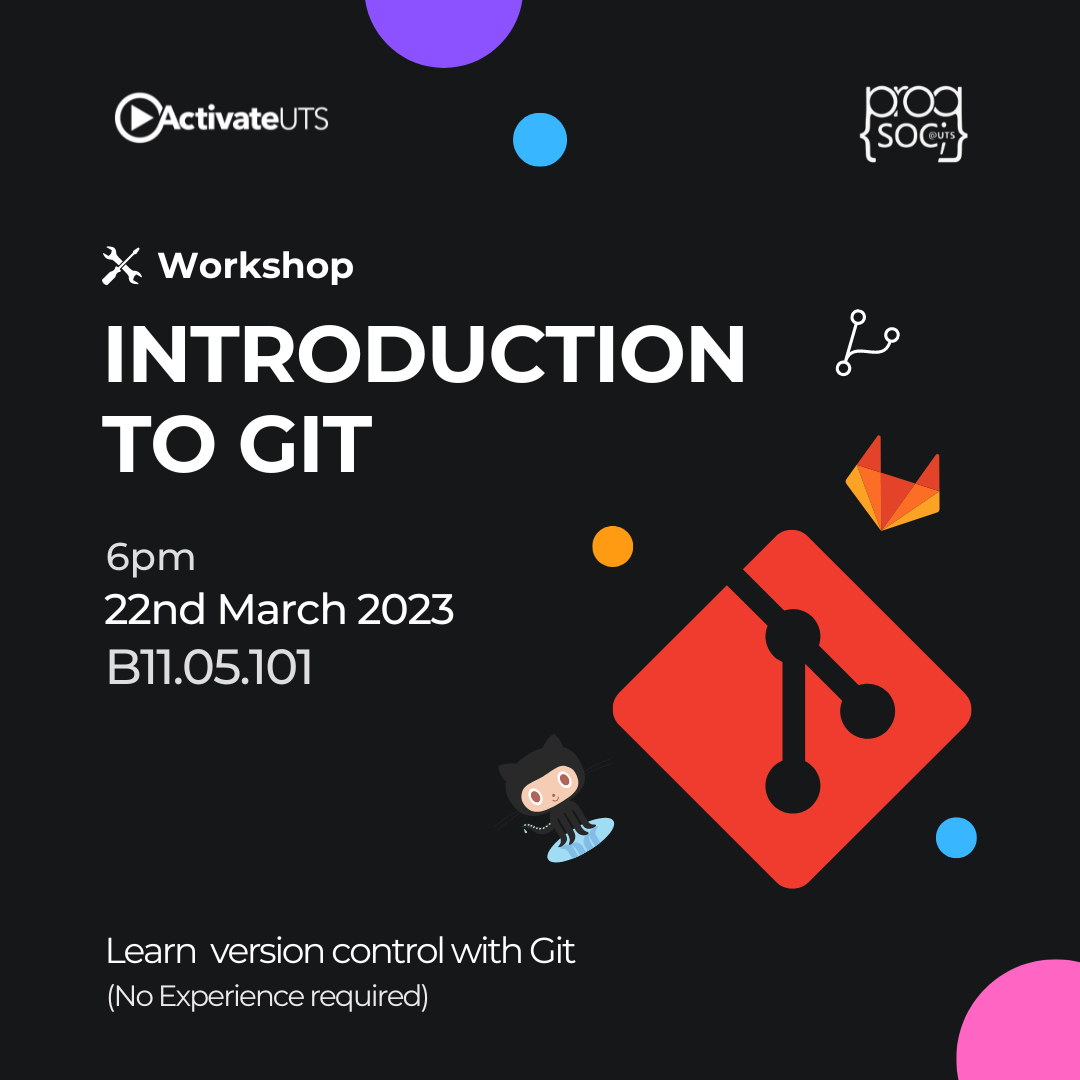 ActivateUTS
prog
soc;
@UTS
Workshop
INTRODUCTION
TO GIT
6pm
22nd March 2023
B11.05.101
Learn version control with Git
(No Experience required)